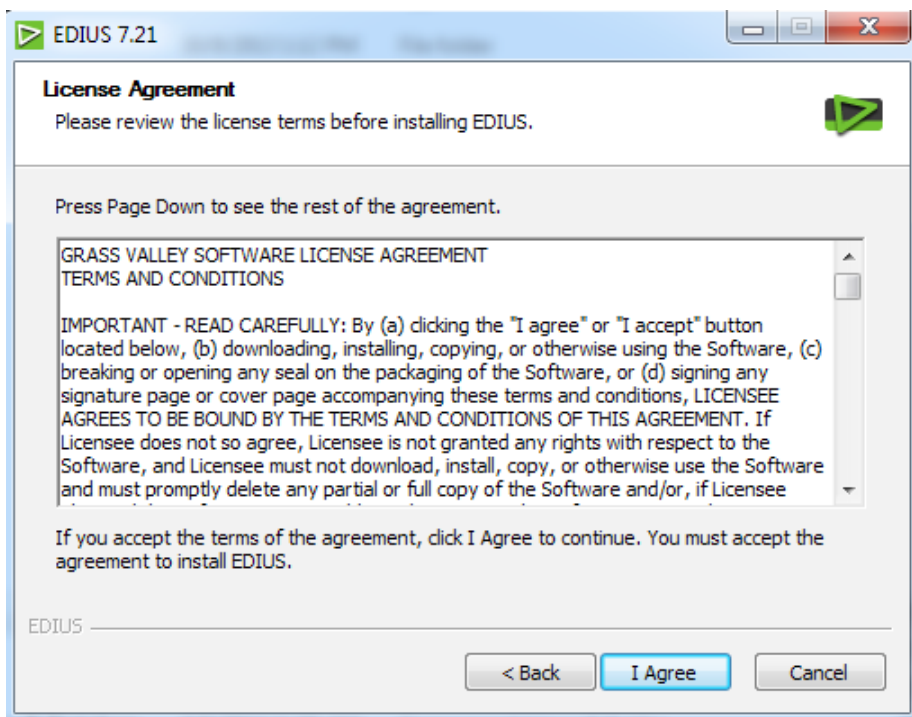 EDIUS 7.21
License Agreement
Please review the license terms before installing EDIUS.
Press Page Down to see the rest of the agreement.
GRASS VALLEY SOFTWARE LICENSE AGREEMENT
TERMS AND CONDITIONS
IMPORTANT - READ CAREFULLY: By (a) clicking the "I agree" or "I accept" button
located below, (b) downloading, installing, copying, or otherwise using the Software, (c)
breaking or opening any seal on the packaging of the Software, or (d) signing any
signature page or cover page accompanying these terms and conditions, LICENSEE
AGREES TO BE BOUND BY THE TERMS AND CONDITIONS OF THIS AGREEMENT. If
Licensee does not so agree, Licensee is not granted any rights with respect to the
Software, and Licensee must not download, install, copy, or otherwise use the Software
and must promptly delete any partial or full copy of the Software and/or, if Licensee
If you accept the terms of the agreement, click I Agree to continue. You must accept the
agreement to install EDIUS.
EDIUS
< Back
I Agree
Cancel